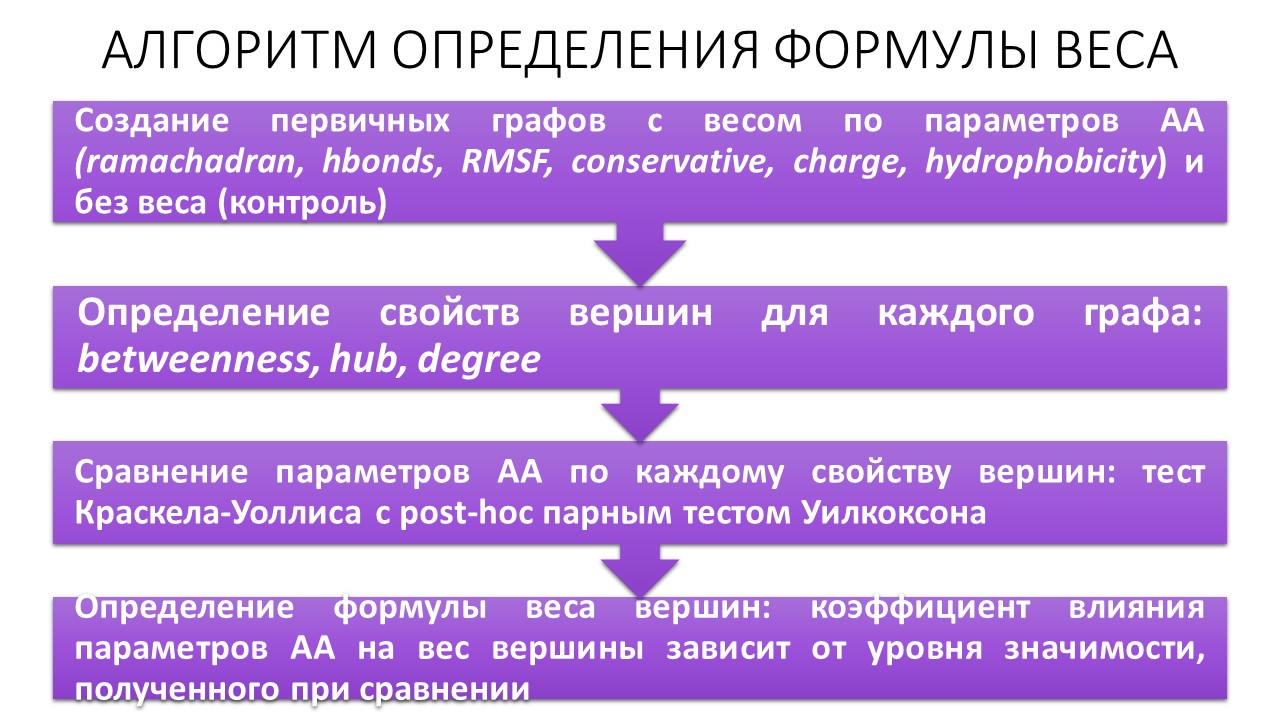 АЛГОРИТМ ОПРЕДЕЛЕНИЯ ФОРМУЛЫ ВЕСА
Создание первичных графов с весом по параметров АА
(ramachadran, hbonds, RMSF, conservative, charge, hydrophobicity) и
без веса (контроль)
Определение свойств вершин для каждого графа:
betweenness, hub, degree
Сравнение параметров АА по каждому свойству вершин: тест
Краскела-Уоллиса с post-hoc парным тестом Уилкоксона
Определение формулы веса вершин: коэффициент влияния
параметров АА на вес вершины зависит от уровня значимости,
полученного при сравнении